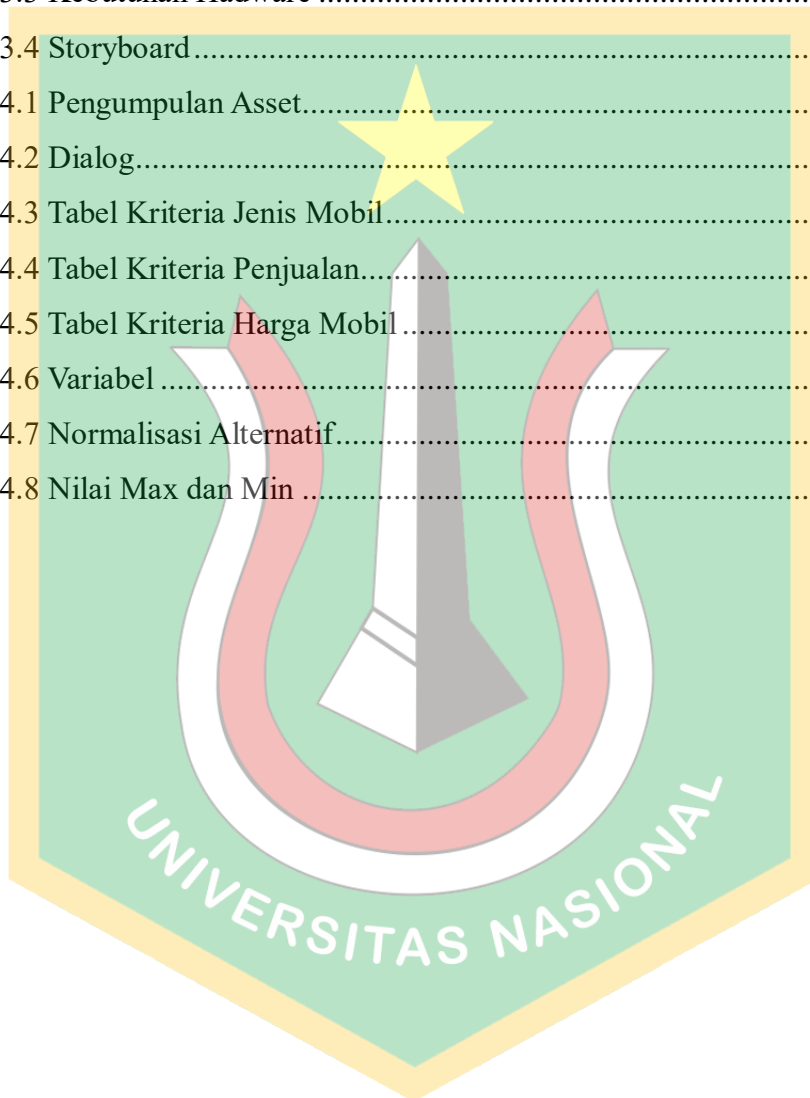 3.4 Storyboard....................................................................
4.1 Pengumpulan Asset....................................................................
4.2 Dialog....................................................................
4.3 Tabel Kriteria Jenis Mobil....................................................................
4.4 Tabel Kriteria Penjualan....................................................................
4.5 Tabel Kriteria Harga Mobil....................................................................
4.6 Variabel ....................................................................
4.7 Normalisasi Alternatif....................................................................
4.8 Nilai Max dan Min ....................................................................
UNIVERSITAS NASIONAL